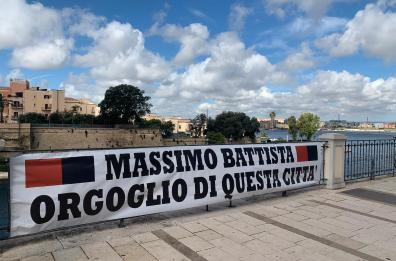 MASSIMO BATTISTA
ORGOGLIO DI QUESTA CITTA'